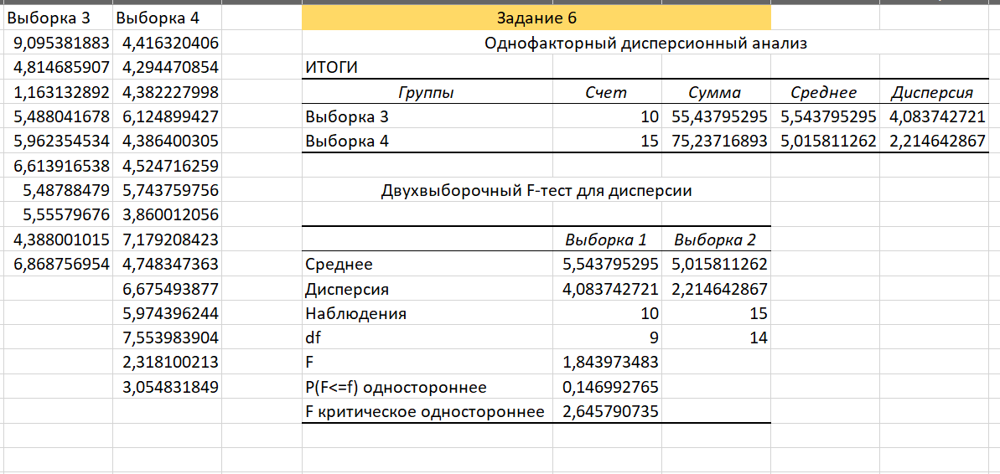 Выборка 3 Выборка 4 Задание 6
9,095381883 4,416320406 Однофакторный дисперсионный анализ
4,814685907 4,294470854 ИТОГИ
1,163132892 4,382227998 Группы Счет Сумма Среднее Дисперсия
5,488041678 6,124899427 Выборка 3 10 55,43795295 5,543795295 4,083742721
5,962354534 4,386400305 Выборка 4 15 75,23716893 5,015811262 2,214642867
6,613916538 4,524716259
5,48788479 5,743759756 Двухвыборочный F-тест для дисперсии
5,55579676 3,860012056
4,388001015 7,179208423 Выборка 1 Выборка 2
6,868756954 4,748347363 Среднее 5,543795295 5,015811262
6,675493877 Дисперсия 4,083742721 2,214642867
5,974396244 Наблюдения 10 15
7,553983904 df 9 14
2,318100213 F 1,843973483
3,054831849 P(F<=f) одностороннее 0,146992765
F критическое одностороннее 2,645790735